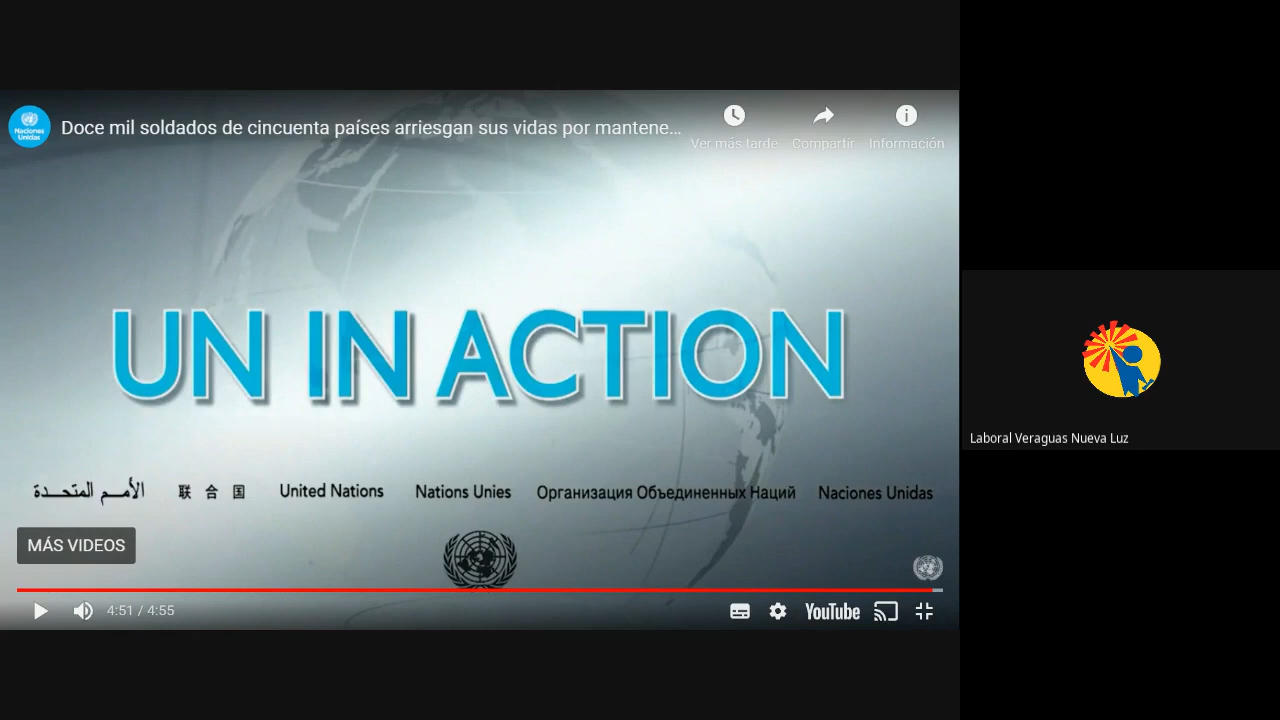 Naciones
Unidas
Doce mil soldados de cincuenta países arriesgan sus vidas por mantene...
Ver más tarde
Compartir
Información
UN IN ACTION
الأمـم المتحـدة
联 合 国
United Nations
Nations Unies
Организация Объединенных Наций
Naciones Unidas
MÁS VIDEOS
4:51 / 4:55
YouTube
Laboral Veraguas Nueva Luz